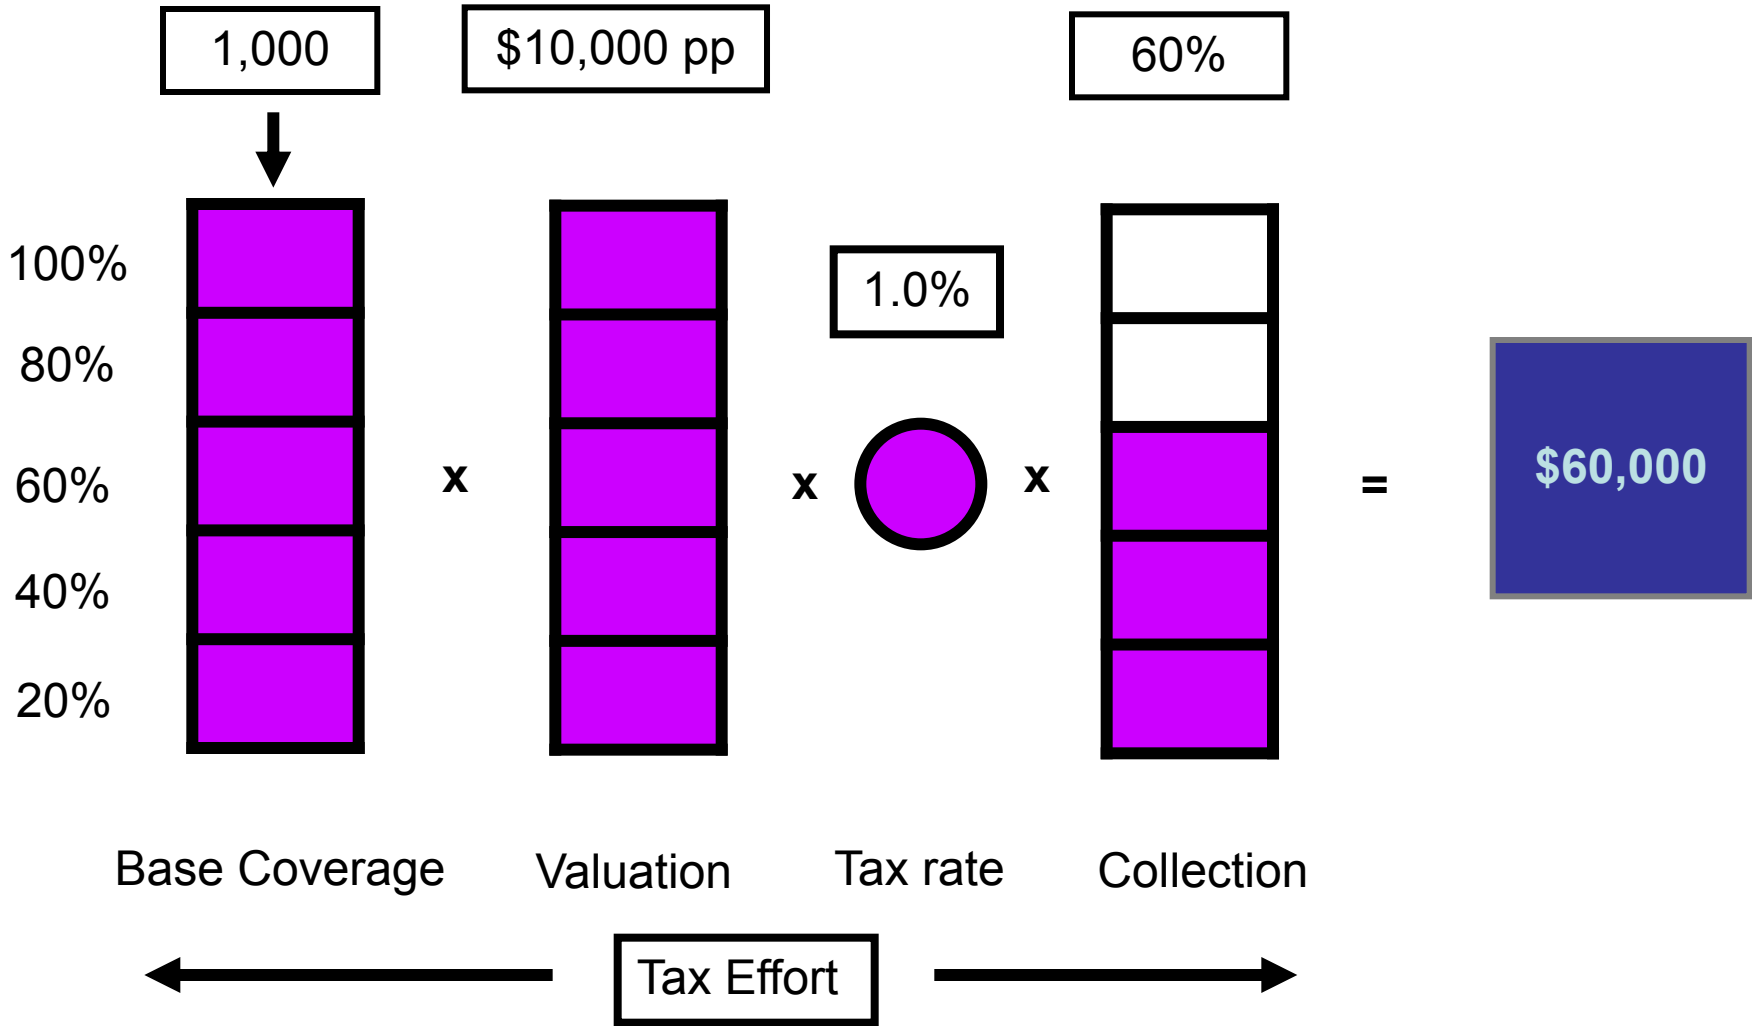 1,000
$10,000 pp
60%
100%
80%
60%
40%
20%
x
x
1.0%
x
=
$60,000
Base Coverage
Valuation
Tax rate
Collection
Tax Effort